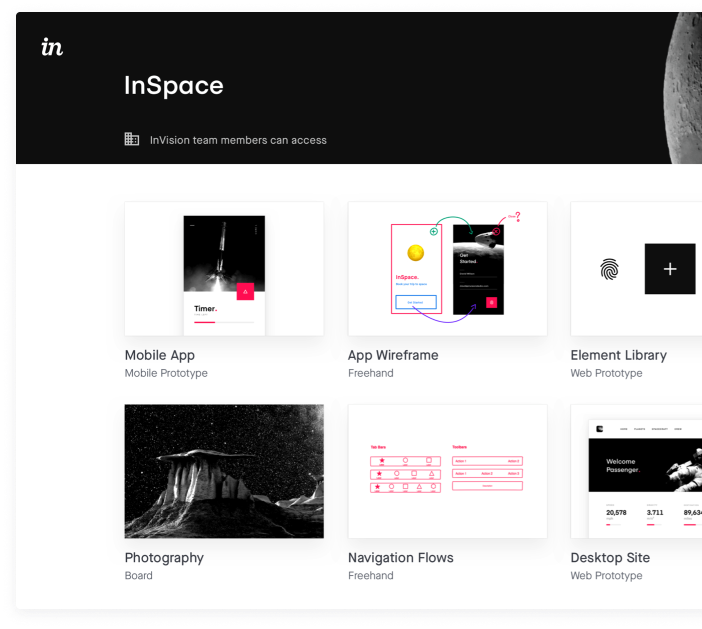 in
InSpace
InVision team members can access
Timer.
InSpace.
Get
Started.
Mobile App
Mobile Prototype
App Wireframe
Freehand
Element Library
Web Prototype
Tab Bars
Welcome
Passenger.
20,578
3.711
89,634
Photography
Board
Navigation Flows
Freehand
Desktop Site
Web Prototype